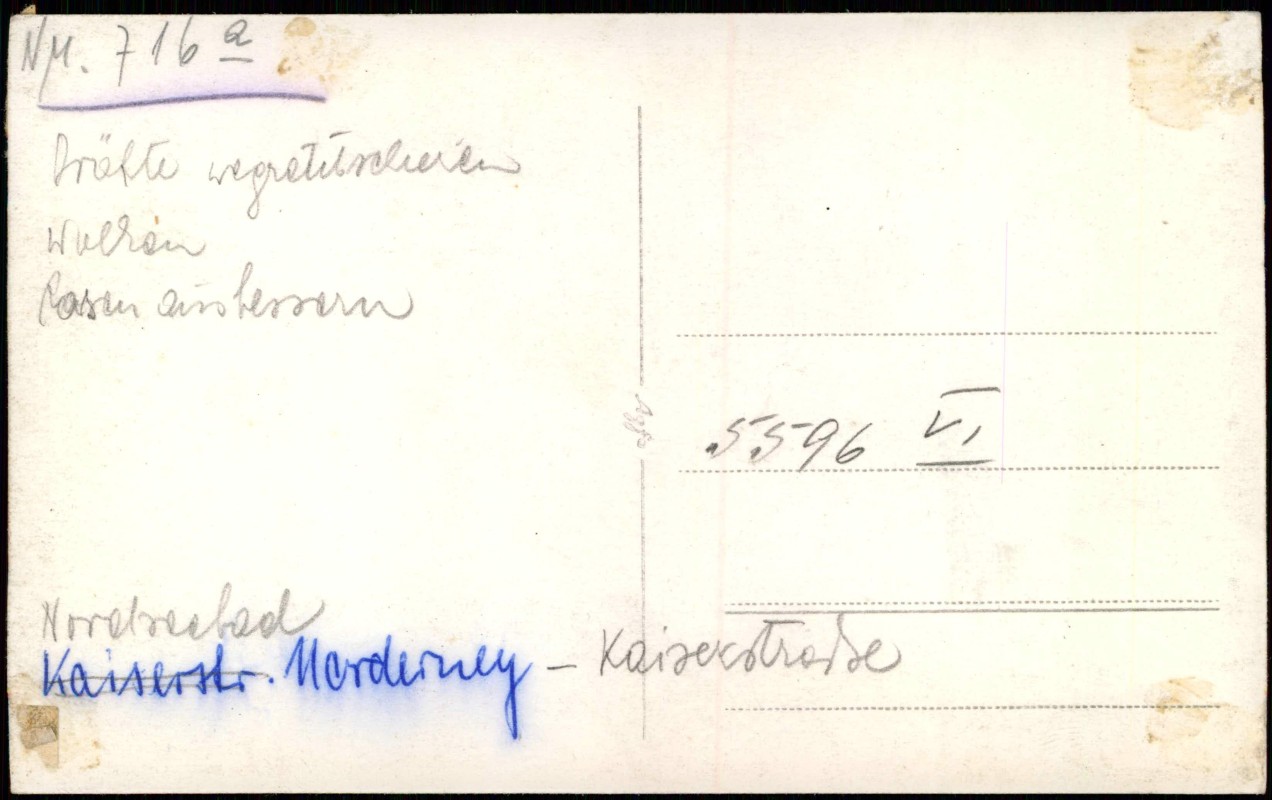 Nr. 716 a
Drähte wegretuschieren
Wolken
Rasen ausbessern
5596 VI
Nordseebad
Kaiserstr. Norderney – Kaiserstraße